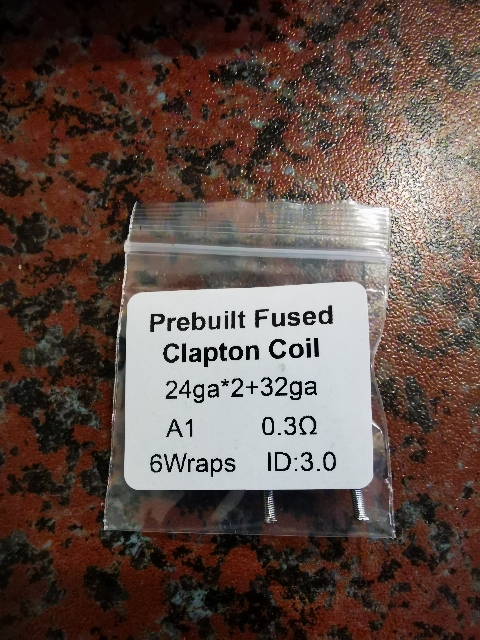 Prebuilt Fused
Clapton Coil
24ga*2+32ga
A1 0.3Ω
6Wraps ID:3.0